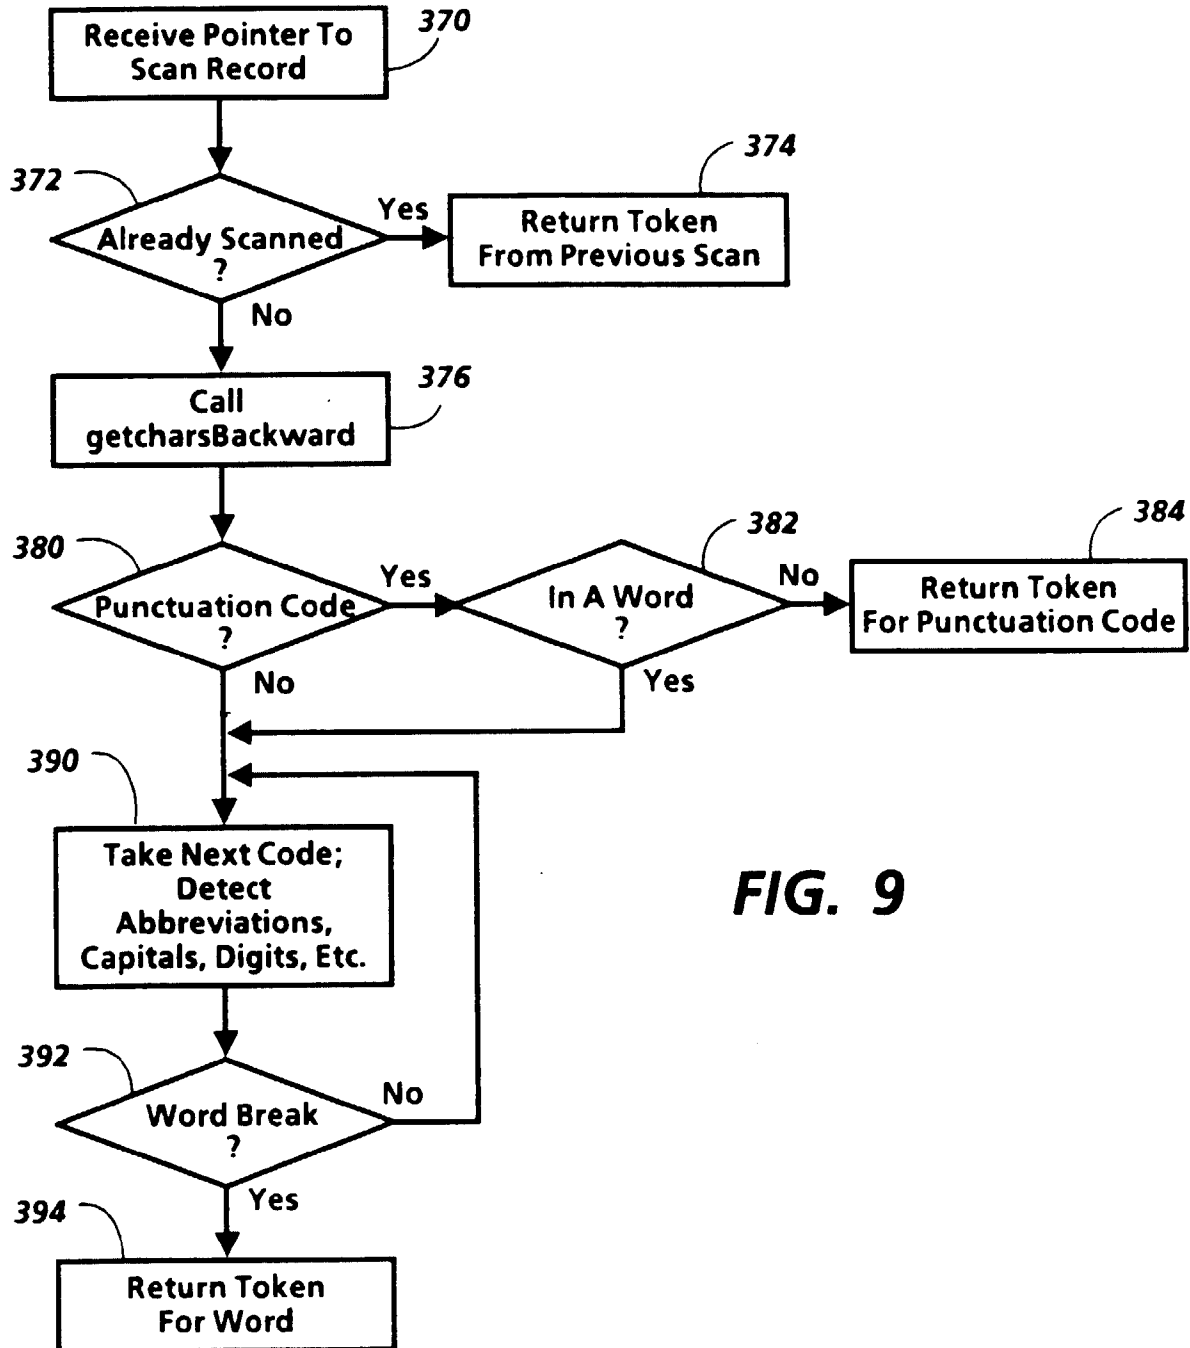 Receive Pointer To
Scan Record
370
372
Already Scanned
?
Yes
374
Return Token
From Previous Scan
No
Call
getcharsBackward
376
380
Punctuation Code
?
Yes
382
In A Word
?
No
384
Return Token
For Punctuation Code
No
Yes
390
Take Next Code;
Detect
Abbreviations,
Capitals, Digits, Etc.
FIG. 9
392
Word Break
?
No
Yes
394
Return Token
For Word